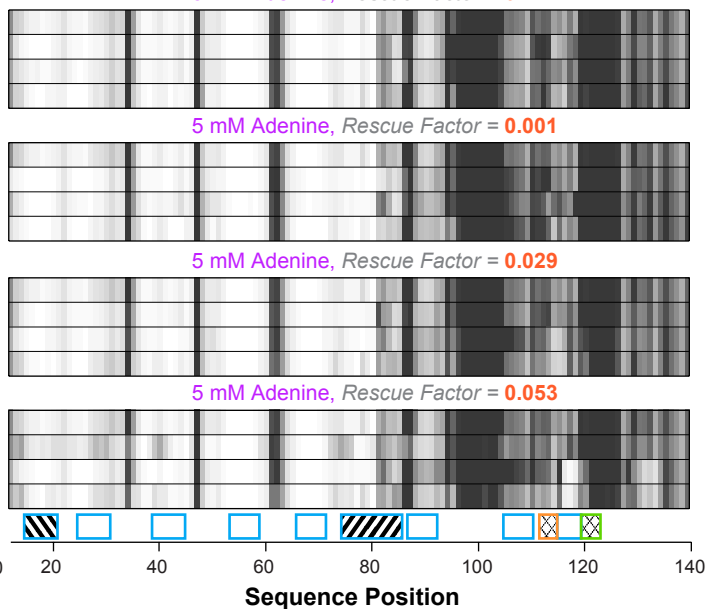 5 mM Adenine, Rescue Factor = 0.001
5 mM Adenine, Rescue Factor = 0.029
5 mM Adenine, Rescue Factor = 0.053
20 40 60 80 100 120 140
Sequence Position